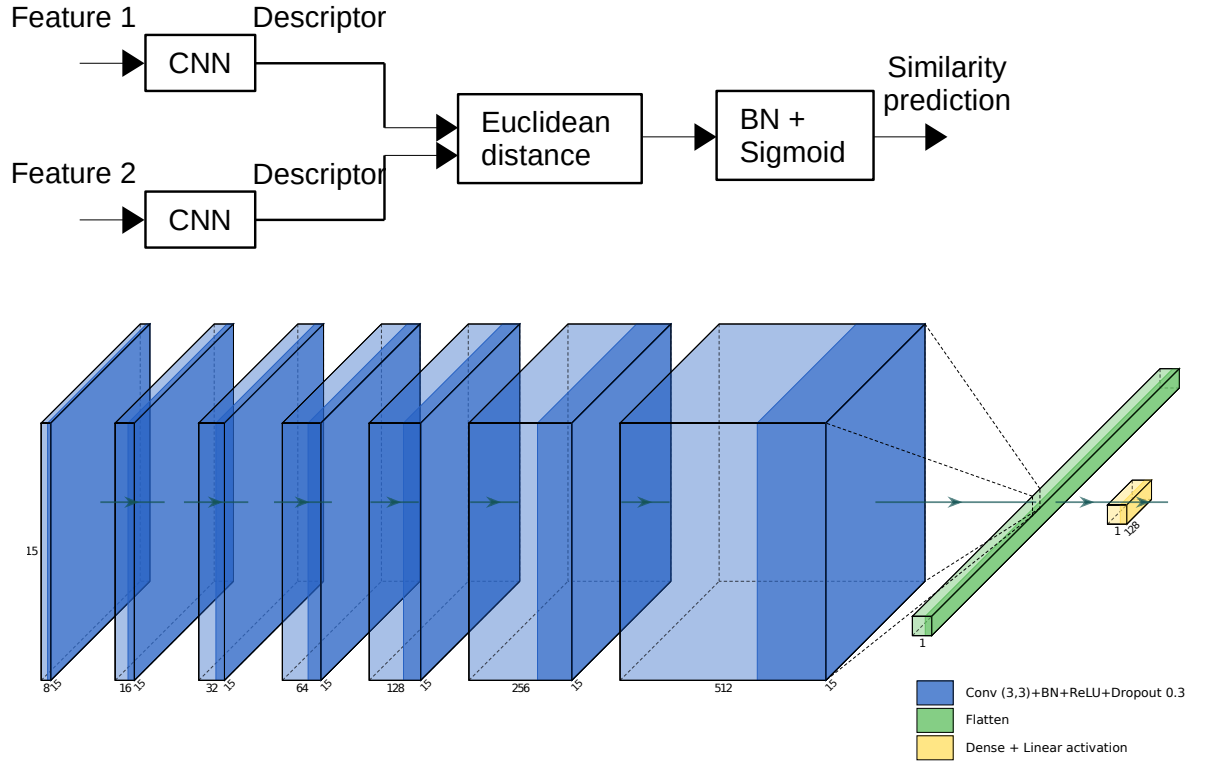 Feature 1
Descriptor
CNN
Similarity
prediction
Euclidean
distance
BN +
Sigmoid
Feature 2
Descriptor
CNN
15
8
15
16
15
32
15
64
15
128
15
256
15
512
15
1
1
128
Conv (3,3)+BN+ReLU+Dropout 0.3
Flatten
Dense + Linear activation